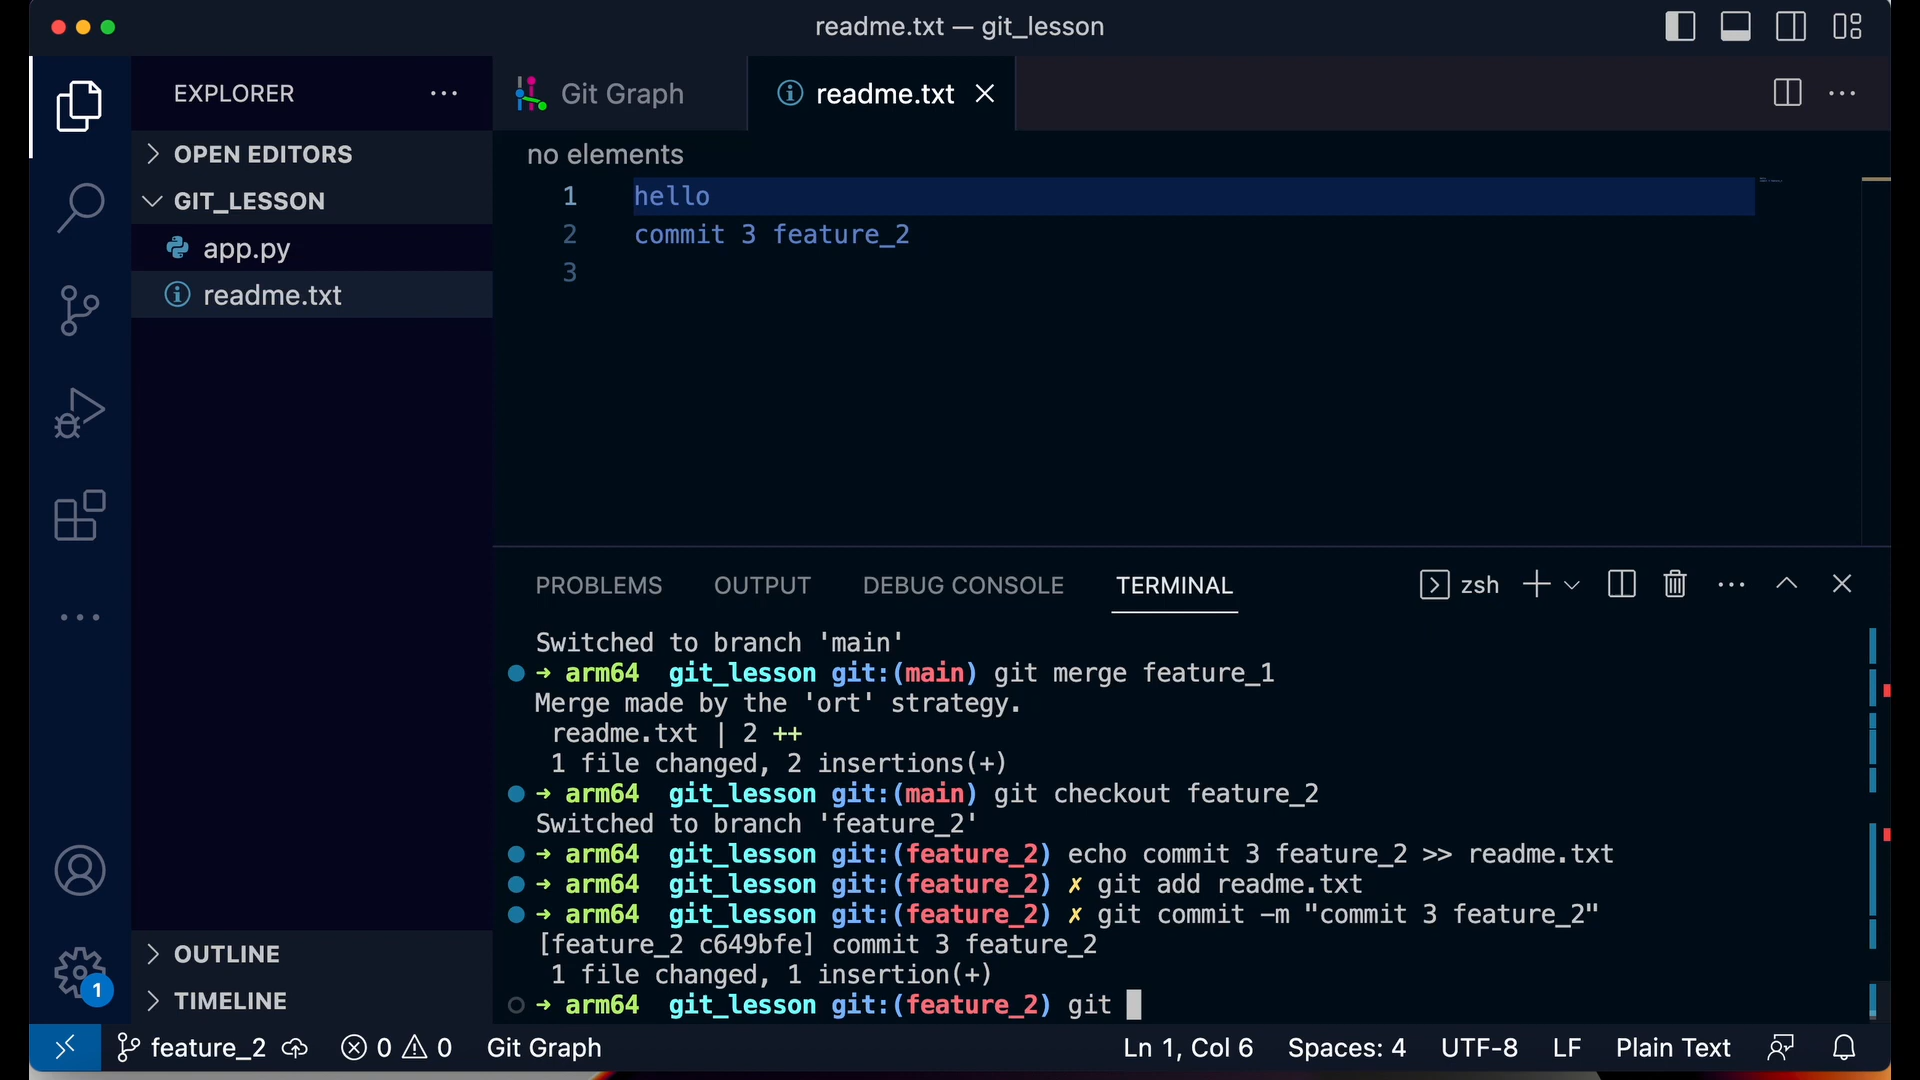 readme.txt — git_lesson
EXPLORER
Git Graph
readme.txt
OPEN EDITORS
GIT_LESSON
app.py
readme.txt
no elements
1 hello
2 commit 3 feature_2
3
PROBLEMS OUTPUT DEBUG CONSOLE TERMINAL zsh
Switched to branch 'main'
➜ arm64 git_lesson git:(main) git merge feature_1
Merge made by the 'ort' strategy.
readme.txt | 2 ++
1 file changed, 2 insertions(+)
➜ arm64 git_lesson git:(main) git checkout feature_2
Switched to branch 'feature_2'
➜ arm64 git_lesson git:(feature_2) echo commit 3 feature_2 >> readme.txt
➜ arm64 git_lesson git:(feature_2) ✗ git add readme.txt
➜ arm64 git_lesson git:(feature_2) ✗ git commit -m "commit 3 feature_2"
[feature_2 c649bfe] commit 3 feature_2
1 file changed, 1 insertion(+)
➜ arm64 git_lesson git:(feature_2) git
OUTLINE
TIMELINE
1
feature_2 0 0 Git Graph Ln 1, Col 6 Spaces: 4 UTF-8 LF Plain Text